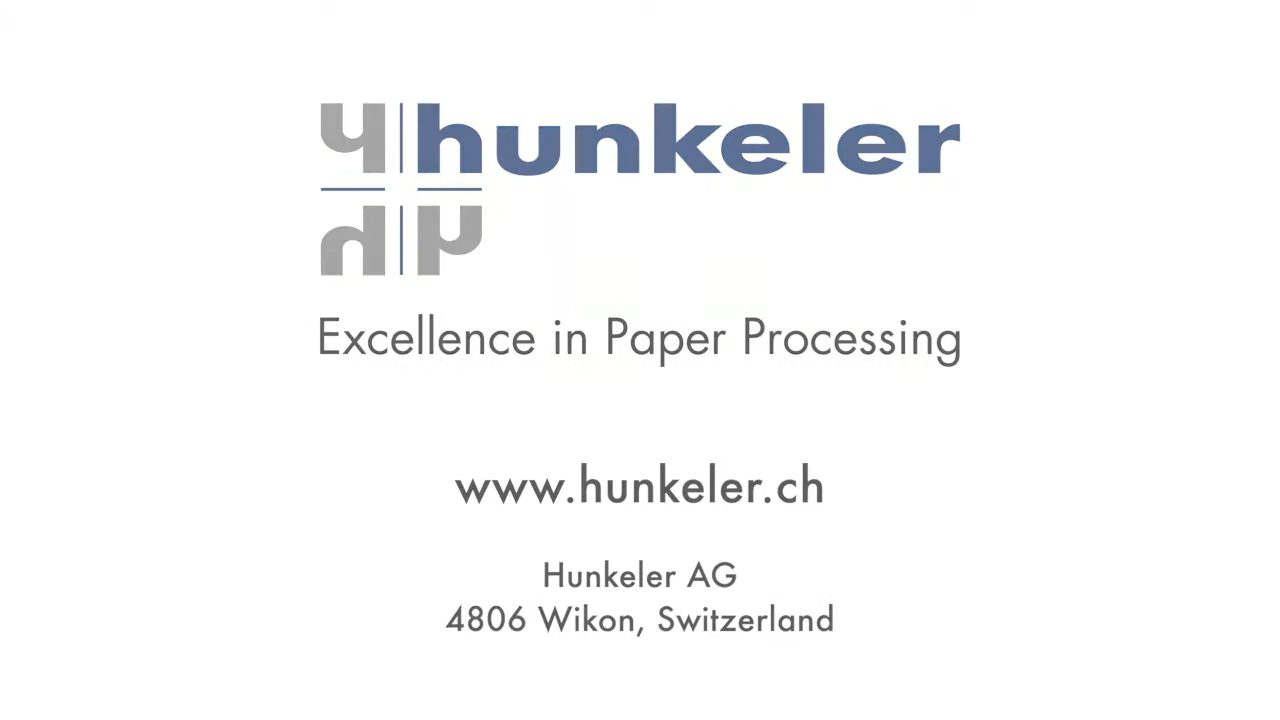 hunkeler
Excellence in Paper Processing
www.hunkeler.ch
Hunkeler AG
4806 Wikon, Switzerland